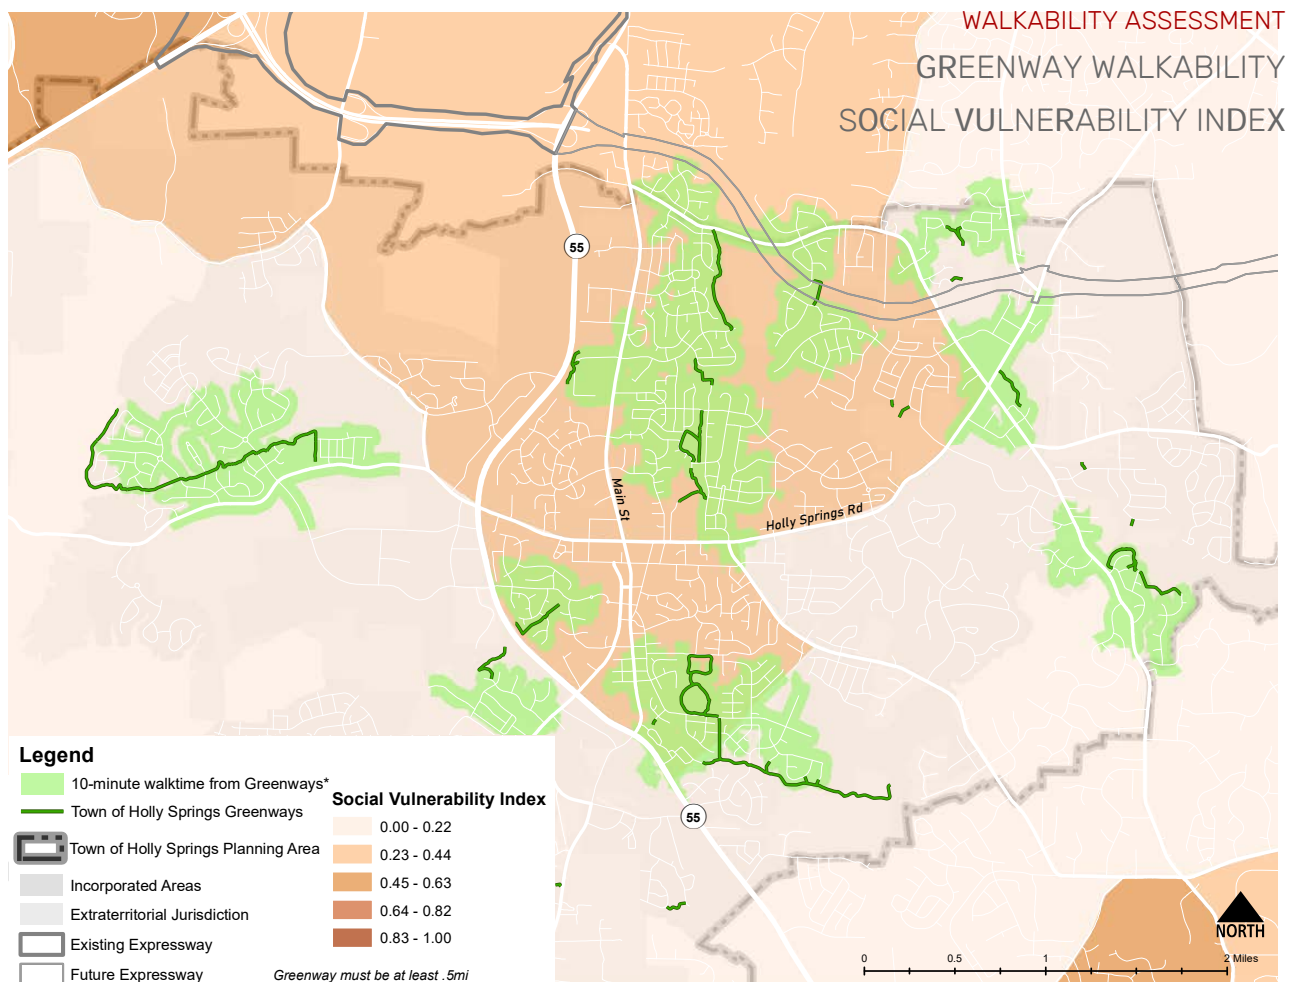 WALKABILITY ASSESSMENT
GREENWAY WALKABILITY
SOCIAL VULNERABILITY INDEX
55
Main St
Holly Springs Rd
55
Legend
10-minute walktime from Greenways*
Town of Holly Springs Greenways
Town of Holly Springs Planning Area
Incorporated Areas
Extraterritorial Jurisdiction
Existing Expressway
Future Expressway
Social Vulnerability Index
0.00 - 0.22
0.23 - 0.44
0.45 - 0.63
0.64 - 0.82
0.83 - 1.00
Greenway must be at least .5mi
NORTH
0 0.5 1 2 Miles